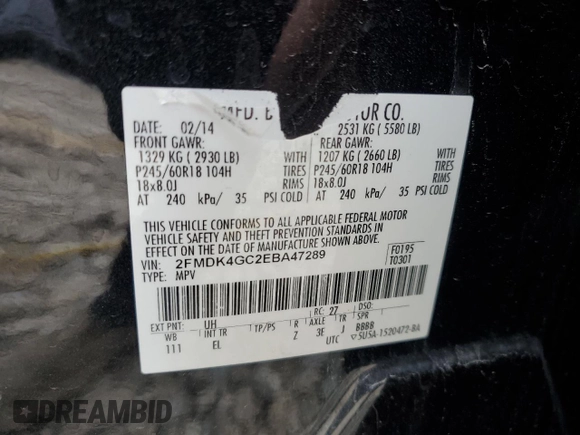 MFD. B TOR CO.
DATE: 02/14 2531 KG ( 5580 LB)
FRONT GAWR: REAR GAWR:
1329 KG ( 2930 LB) WITH 1207 KG ( 2660 LB) WITH
P245/60R18 104H TIRES P245/60R18 104H TIRES
18x8.0J RIMS 18x8.0J RIMS
AT 240 kPa/ 35 PSI COLD AT 240 kPa/ 35 PSI COLD
THIS VEHICLE CONFORMS TO ALL APPLICABLE FEDERAL MOTOR
VEHICLE SAFETY AND THEFT PREVENTION STANDARDS IN
EFFECT ON THE DATE OF MANUFACTURE SHOWN ABOVE.
VIN: 2FMDK4GC2EBA47289 F0195
TYPE: MPV T0301
EXT PNT: UH RC: 27 DSO:
WB INT TR TP/PS R AXLE TR SPR
111 EL Z 3E J BBBB
UTC 5U5A-1520472-BA
DREAMBID